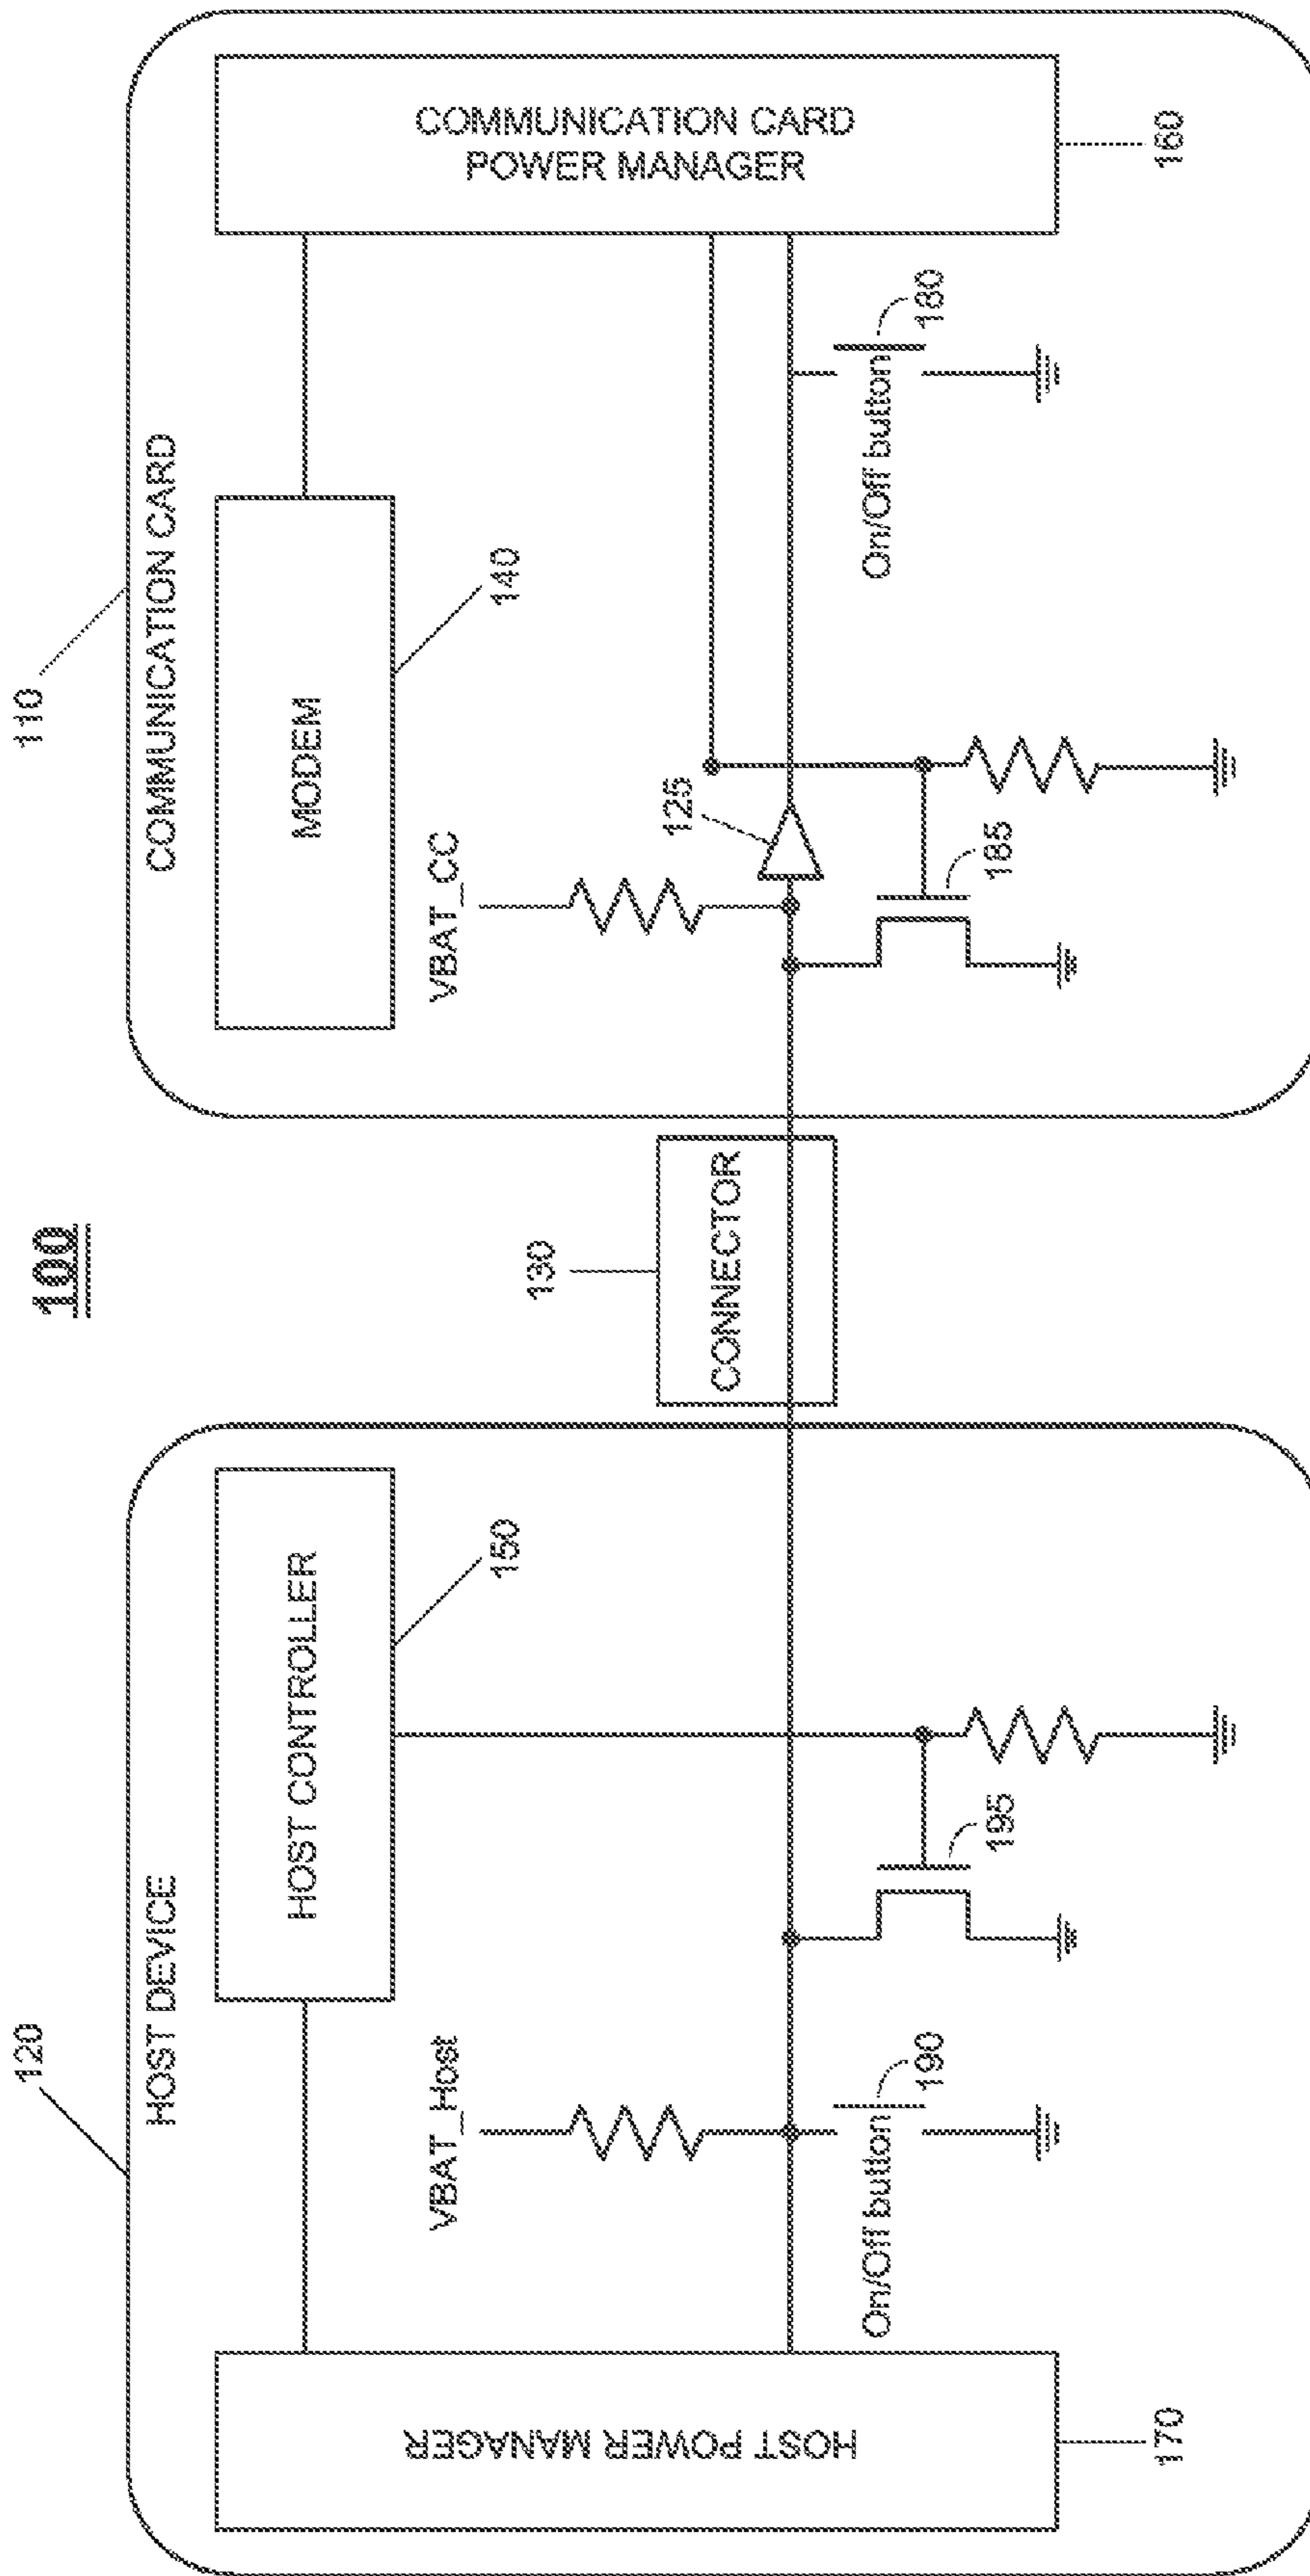 100
120
HOST DEVICE
HOST CONTROLLER
150
VBAT_Host
HOST POWER MANAGER
170
On/Off button
190
195
130
CONNECTOR
110
COMMUNICATION CARD
MODEM
140
VBAT_CC
125
185
On/Off button
180
COMMUNICATION CARD
POWER MANAGER
160